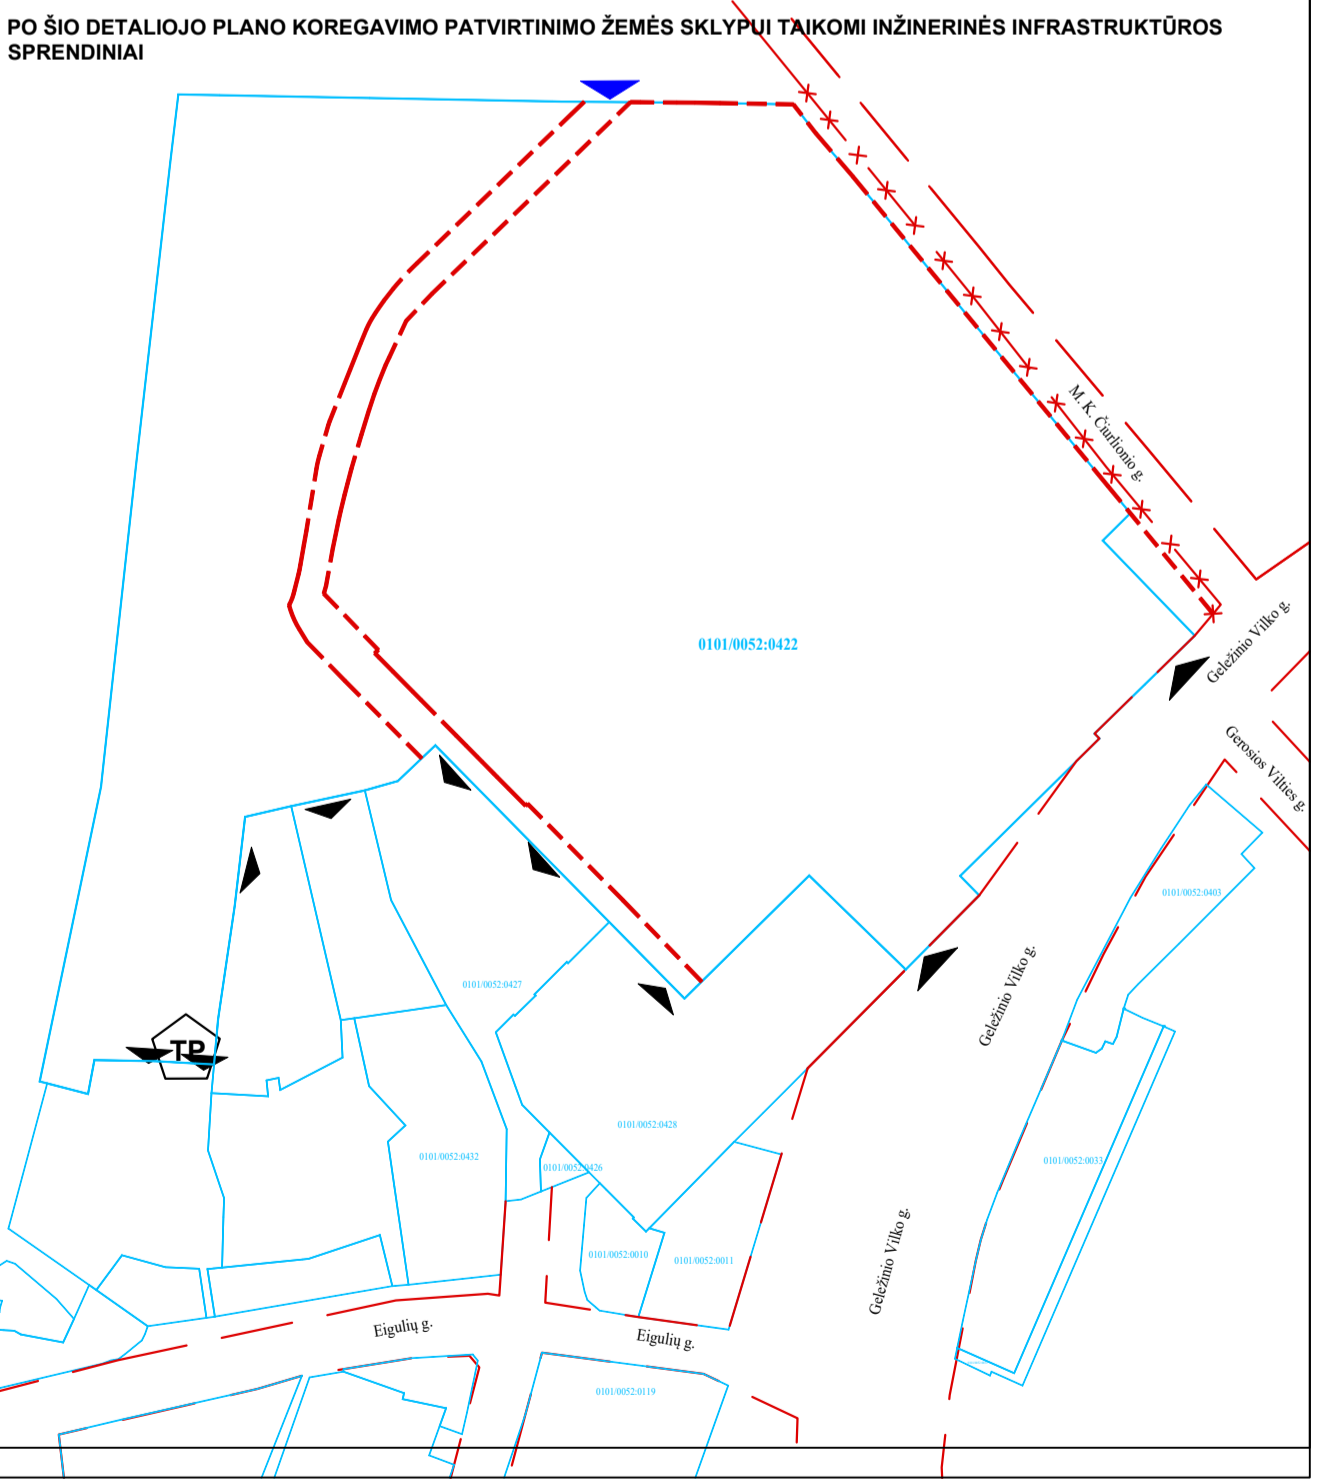 PO ŠIO DETALIOJO PLANO KOREGAVIMO PATVIRTINIMO ŽEMĖS SKLYPUI TAIKOMI INŽINERINĖS INFRASTRUKTŪROS
SPRENDINIAI
M. K. Čiurlionio g.
Geležinio Vilko g.
0101/0052:0422
Gerosios Vilties g.
0101/0052:0403
Geležinio Vilko g.
0101/0052:0427
TP
0101/0052:0428
0101/0052:0432
0101/0052:0426
0101/0052:0033
Geležinio Vilko g.
0101/0052:0010
0101/0052:0011
Eigulių g.
Eigulių g.
0101/0052:0119